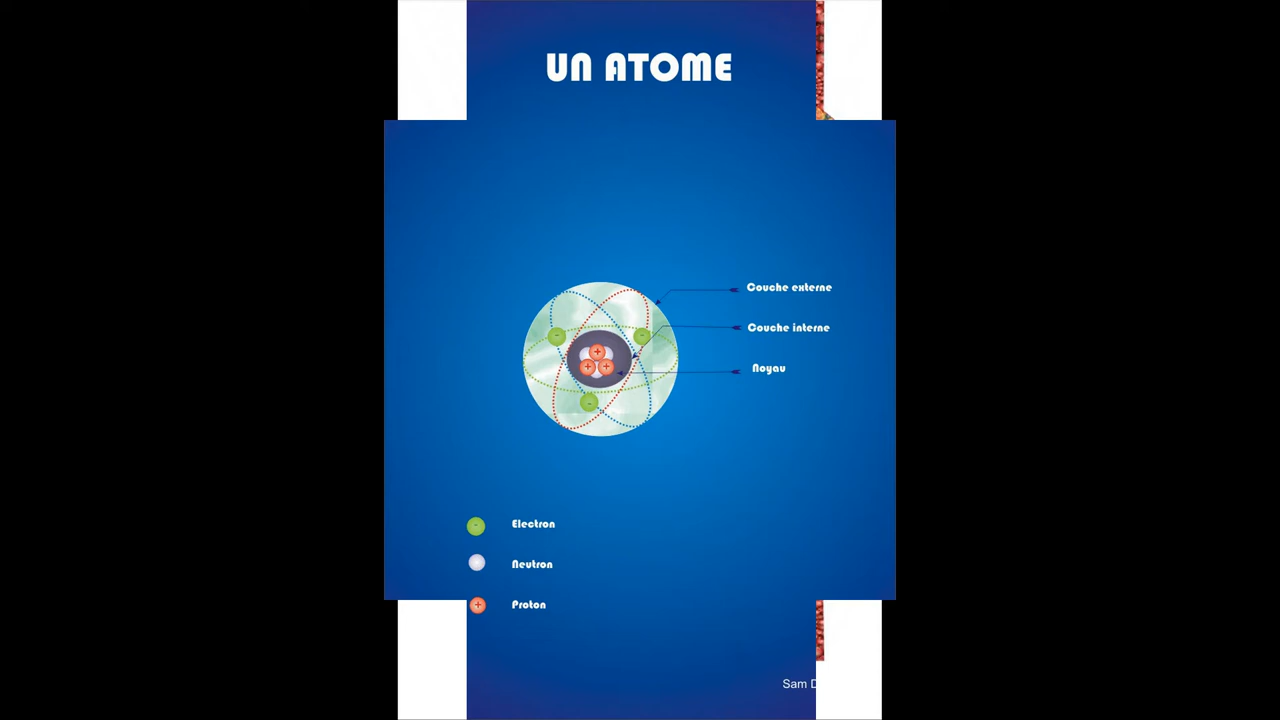 UN ATOME
Couche externe
Couche interne
Noyau
Electron
Neutron
Proton
Sam